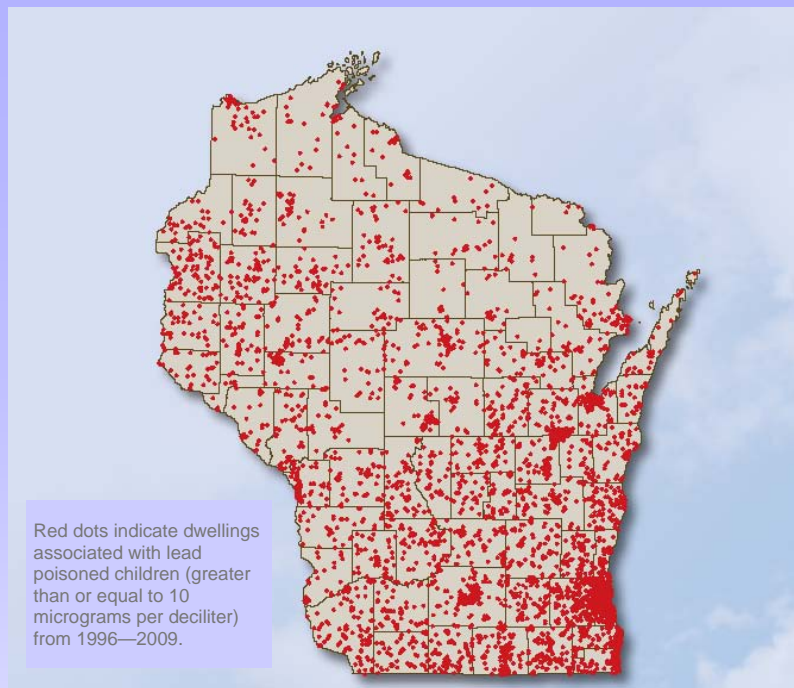 Red dots indicate dwellings
associated with lead
poisoned children (greater
than or equal to 10
micrograms per deciliter)
from 1996—2009.